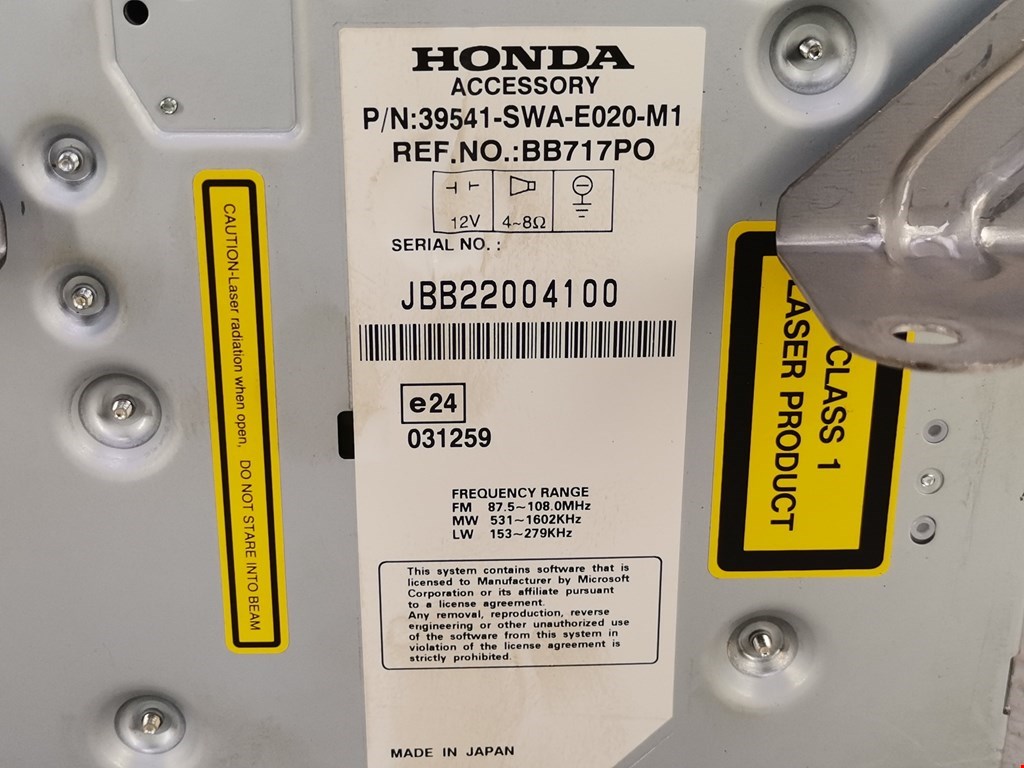 HONDA
ACCESSORY
P/N:39541-SWA-E020-M1
REF.NO.:BB717PO
12V 4~8Ω
SERIAL NO. :
JBB22004100
e24
031259
FREQUENCY RANGE
FM 87.5~108.0MHz
MW 531~1602KHz
LW 153~279KHz
This system contains software that is
licensed to Manufacturer by Microsoft
Corporation or its affiliate pursuant
to a license agreement.
Any removal, reproduction, reverse
engineering or other unauthorized use
of the software from this system in
violation of the license agreement is
strictly prohibited.
MADE IN JAPAN
CAUTION-Laser radiation when open, DO NOT STARE INTO BEAM
CLASS 1
LASER PRODUCT